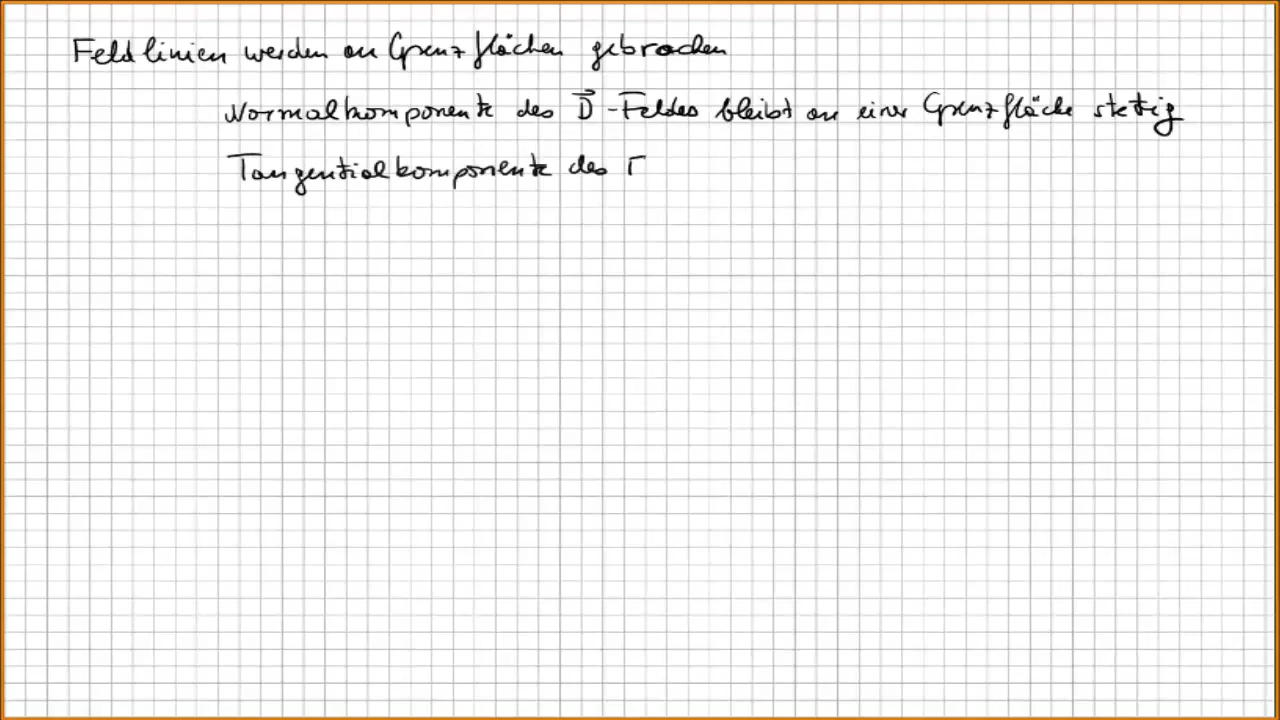 Feldlinien werden an Grenzflächen gebrochen
Normalkomponente des D⃗-Feldes bleibt an einer Grenzfläche stetig
Tangentialkomponente des